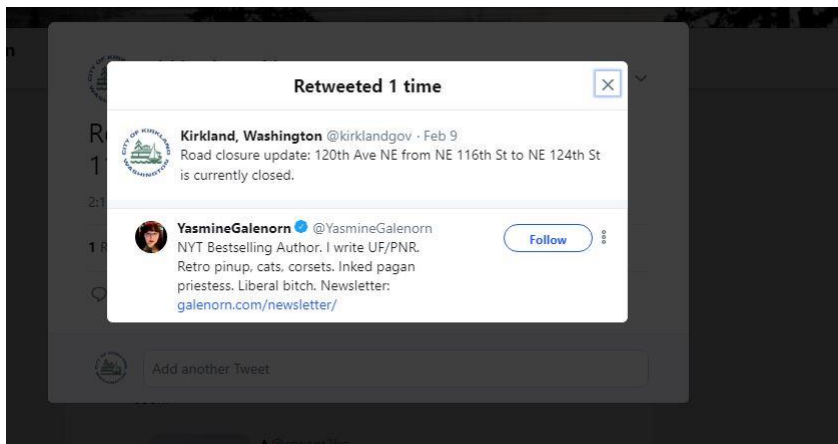 Retweeted 1 time
Kirkland, Washington @kirklandgov · Feb 9
Road closure update: 120th Ave NE from NE 116th St to NE 124th St
is currently closed.
YasmineGalenorn @YasmineGalenorn
NYT Bestselling Author. I write UF/PNR.
Retro pinup, cats, corsets. Inked pagan
priestess. Liberal bitch. Newsletter:
galenorn.com/newsletter/
Follow
Add another Tweet